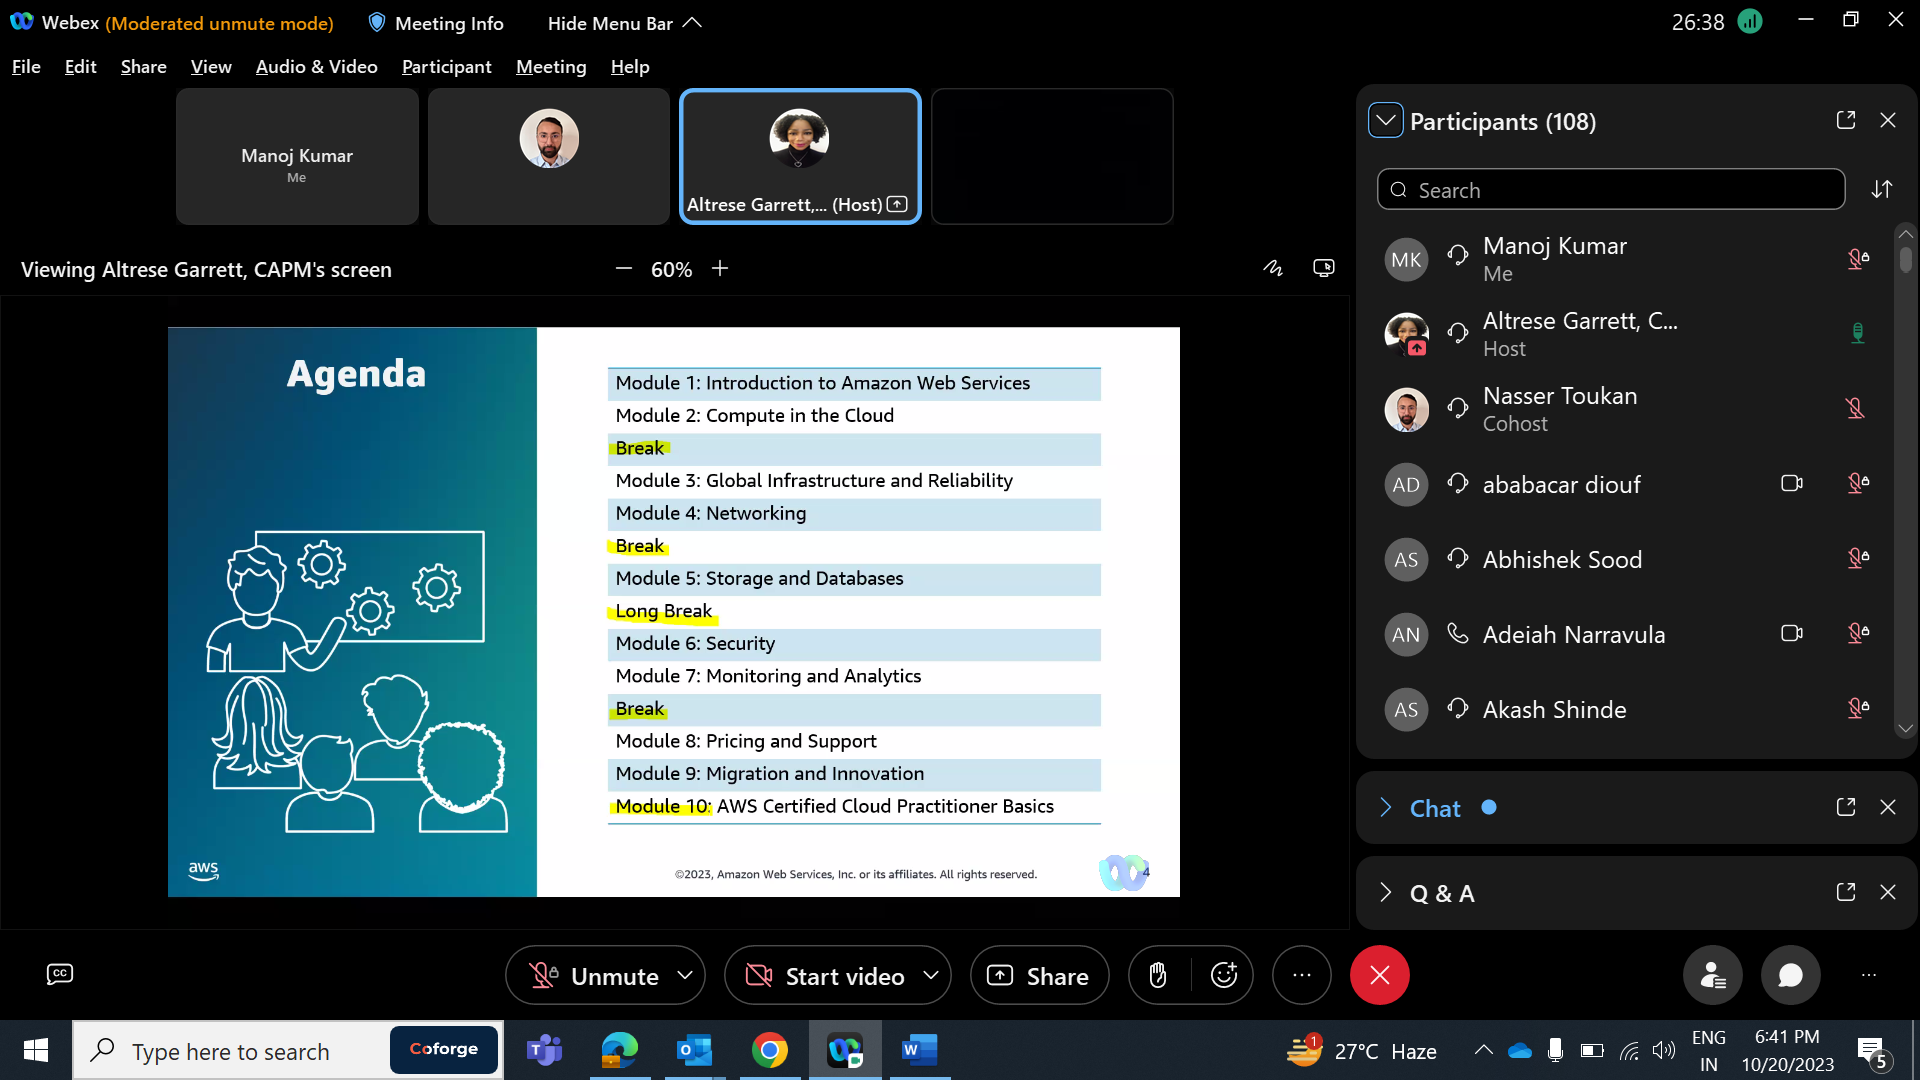 Webex (Moderated unmute mode) Meeting Info Hide Menu Bar 26:38
File Edit Share View Audio & Video Participant Meeting Help
Manoj Kumar
Me
Altrese Garrett,... (Host)
Viewing Altrese Garrett, CAPM's screen 60%
Agenda
Module 1: Introduction to Amazon Web Services
Module 2: Compute in the Cloud
Break
Module 3: Global Infrastructure and Reliability
Module 4: Networking
Break
Module 5: Storage and Databases
Long Break
Module 6: Security
Module 7: Monitoring and Analytics
Break
Module 8: Pricing and Support
Module 9: Migration and Innovation
Module 10: AWS Certified Cloud Practitioner Basics
aws
©2023, Amazon Web Services, Inc. or its affiliates. All rights reserved.
4
Participants (108)
Search
MK Manoj Kumar
Me
Altrese Garrett, C...
Host
Nasser Toukan
Cohost
AD ababacar diouf
AS Abhishek Sood
AN Adeiah Narravula
AS Akash Shinde
Chat
Q & A
CC Unmute Start video Share
Type here to search Coforge
1 27°C Haze
ENG
IN
6:41 PM
10/20/2023
5